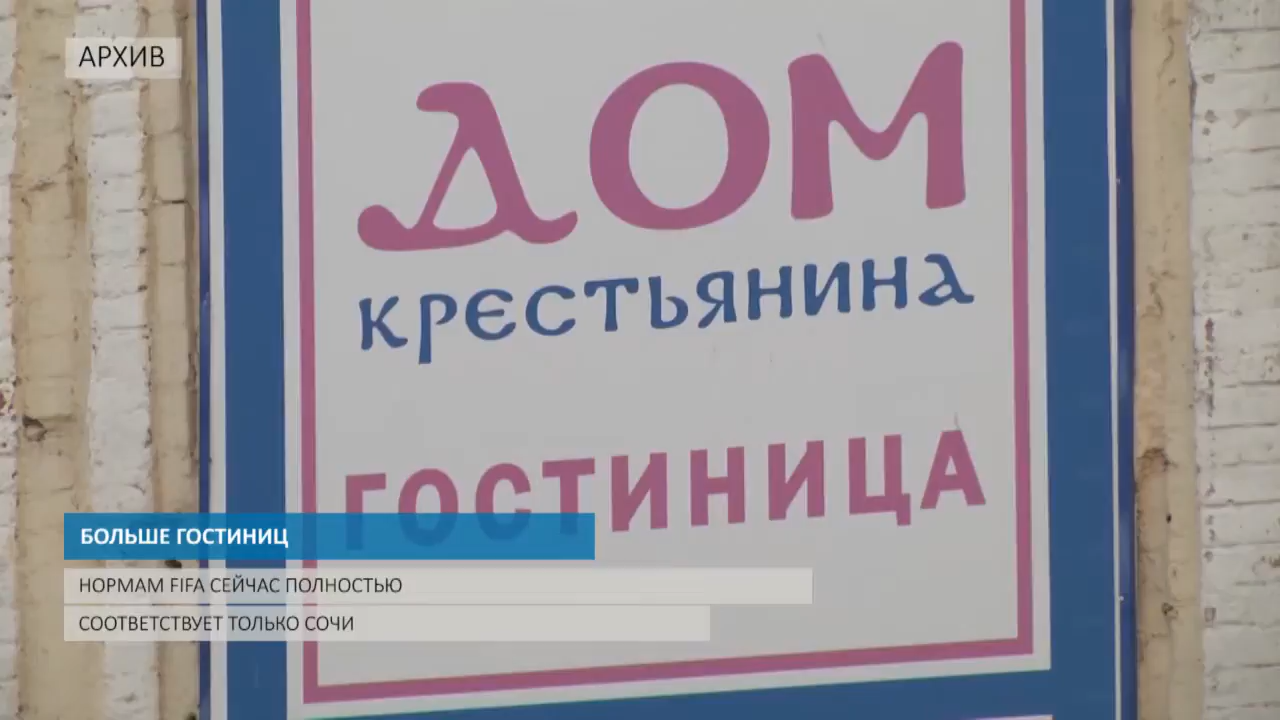 АРХИВ
ДОМ
крестьянина
ГОСТИНИЦА
БОЛЬШЕ ГОСТИНИЦ
НОРМАМ FIFA СЕЙЧАС ПОЛНОСТЬЮ
СООТВЕТСТВУЕТ ТОЛЬКО СОЧИ